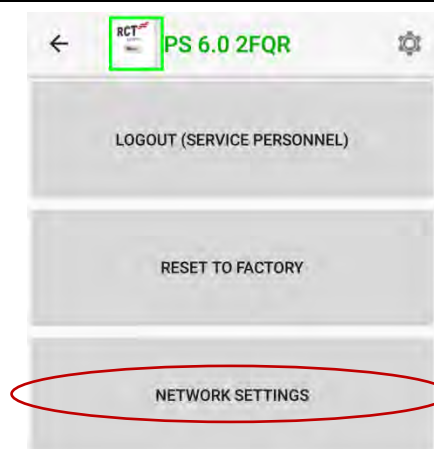 RCT
PS 6.0 2FQR
LOGOUT (SERVICE PERSONNEL)
RESET TO FACTORY
NETWORK SETTINGS